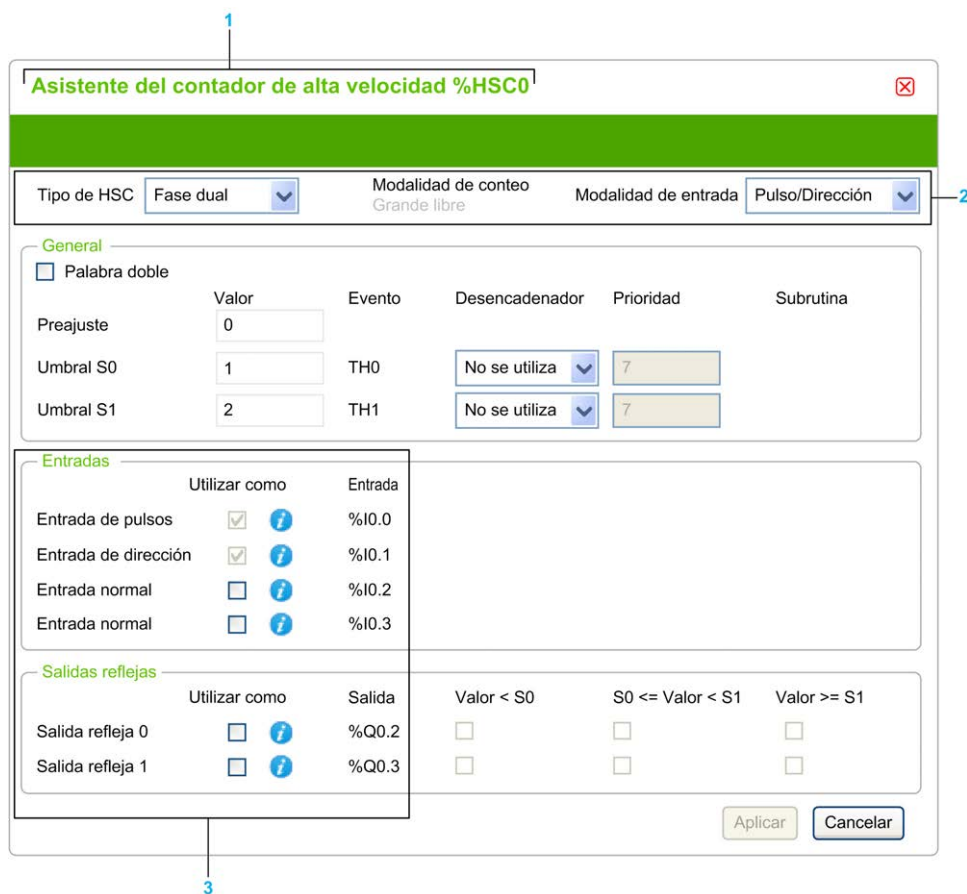 1
Asistente del contador de alta velocidad %HSC0
Tipo de HSC Fase dual Modalidad de conteo Modalidad de entrada Pulso/Dirección 2
Grande libre
General
Palabra doble
Valor Evento Desencadenador Prioridad Subrutina
Preajuste 0
Umbral S0 1 TH0 No se utiliza 7
Umbral S1 2 TH1 No se utiliza 7
Entradas
Utilizar como Entrada
Entrada de pulsos i %I0.0
Entrada de dirección i %I0.1
Entrada normal i %I0.2
Entrada normal i %I0.3
Salidas reflejas
Utilizar como Salida Valor < S0 S0 <= Valor < S1 Valor >= S1
Salida refleja 0 i %Q0.2
Salida refleja 1 i %Q0.3
Aplicar Cancelar
3